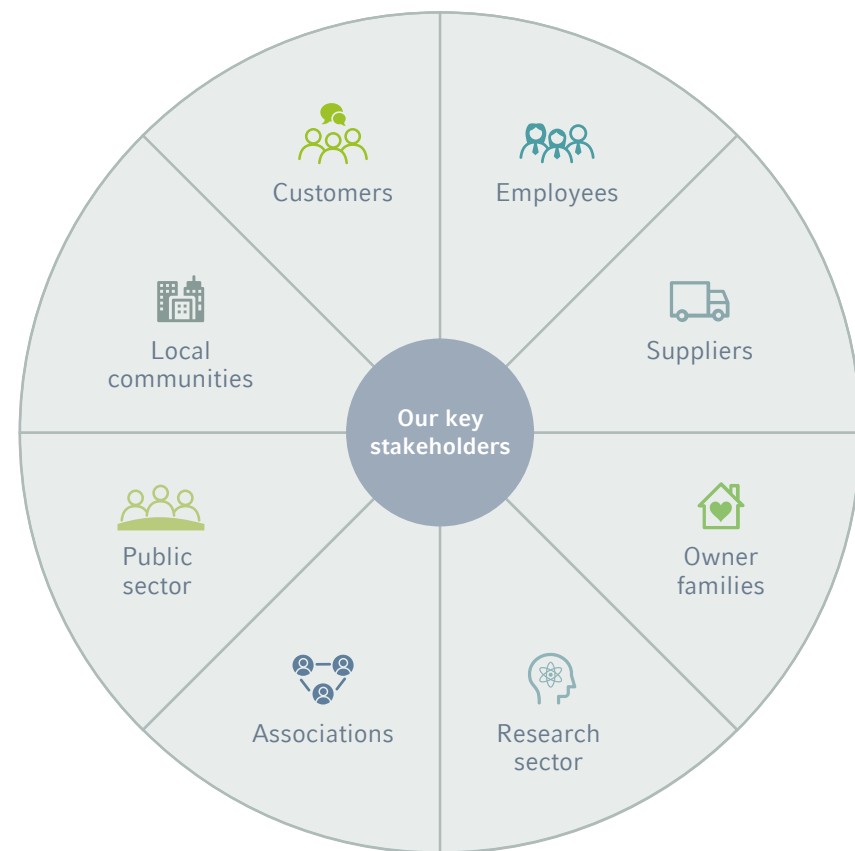 Customers
Employees
Local
communities
Suppliers
Our key
stakeholders
Public
sector
Owner
families
Associations
Research
sector